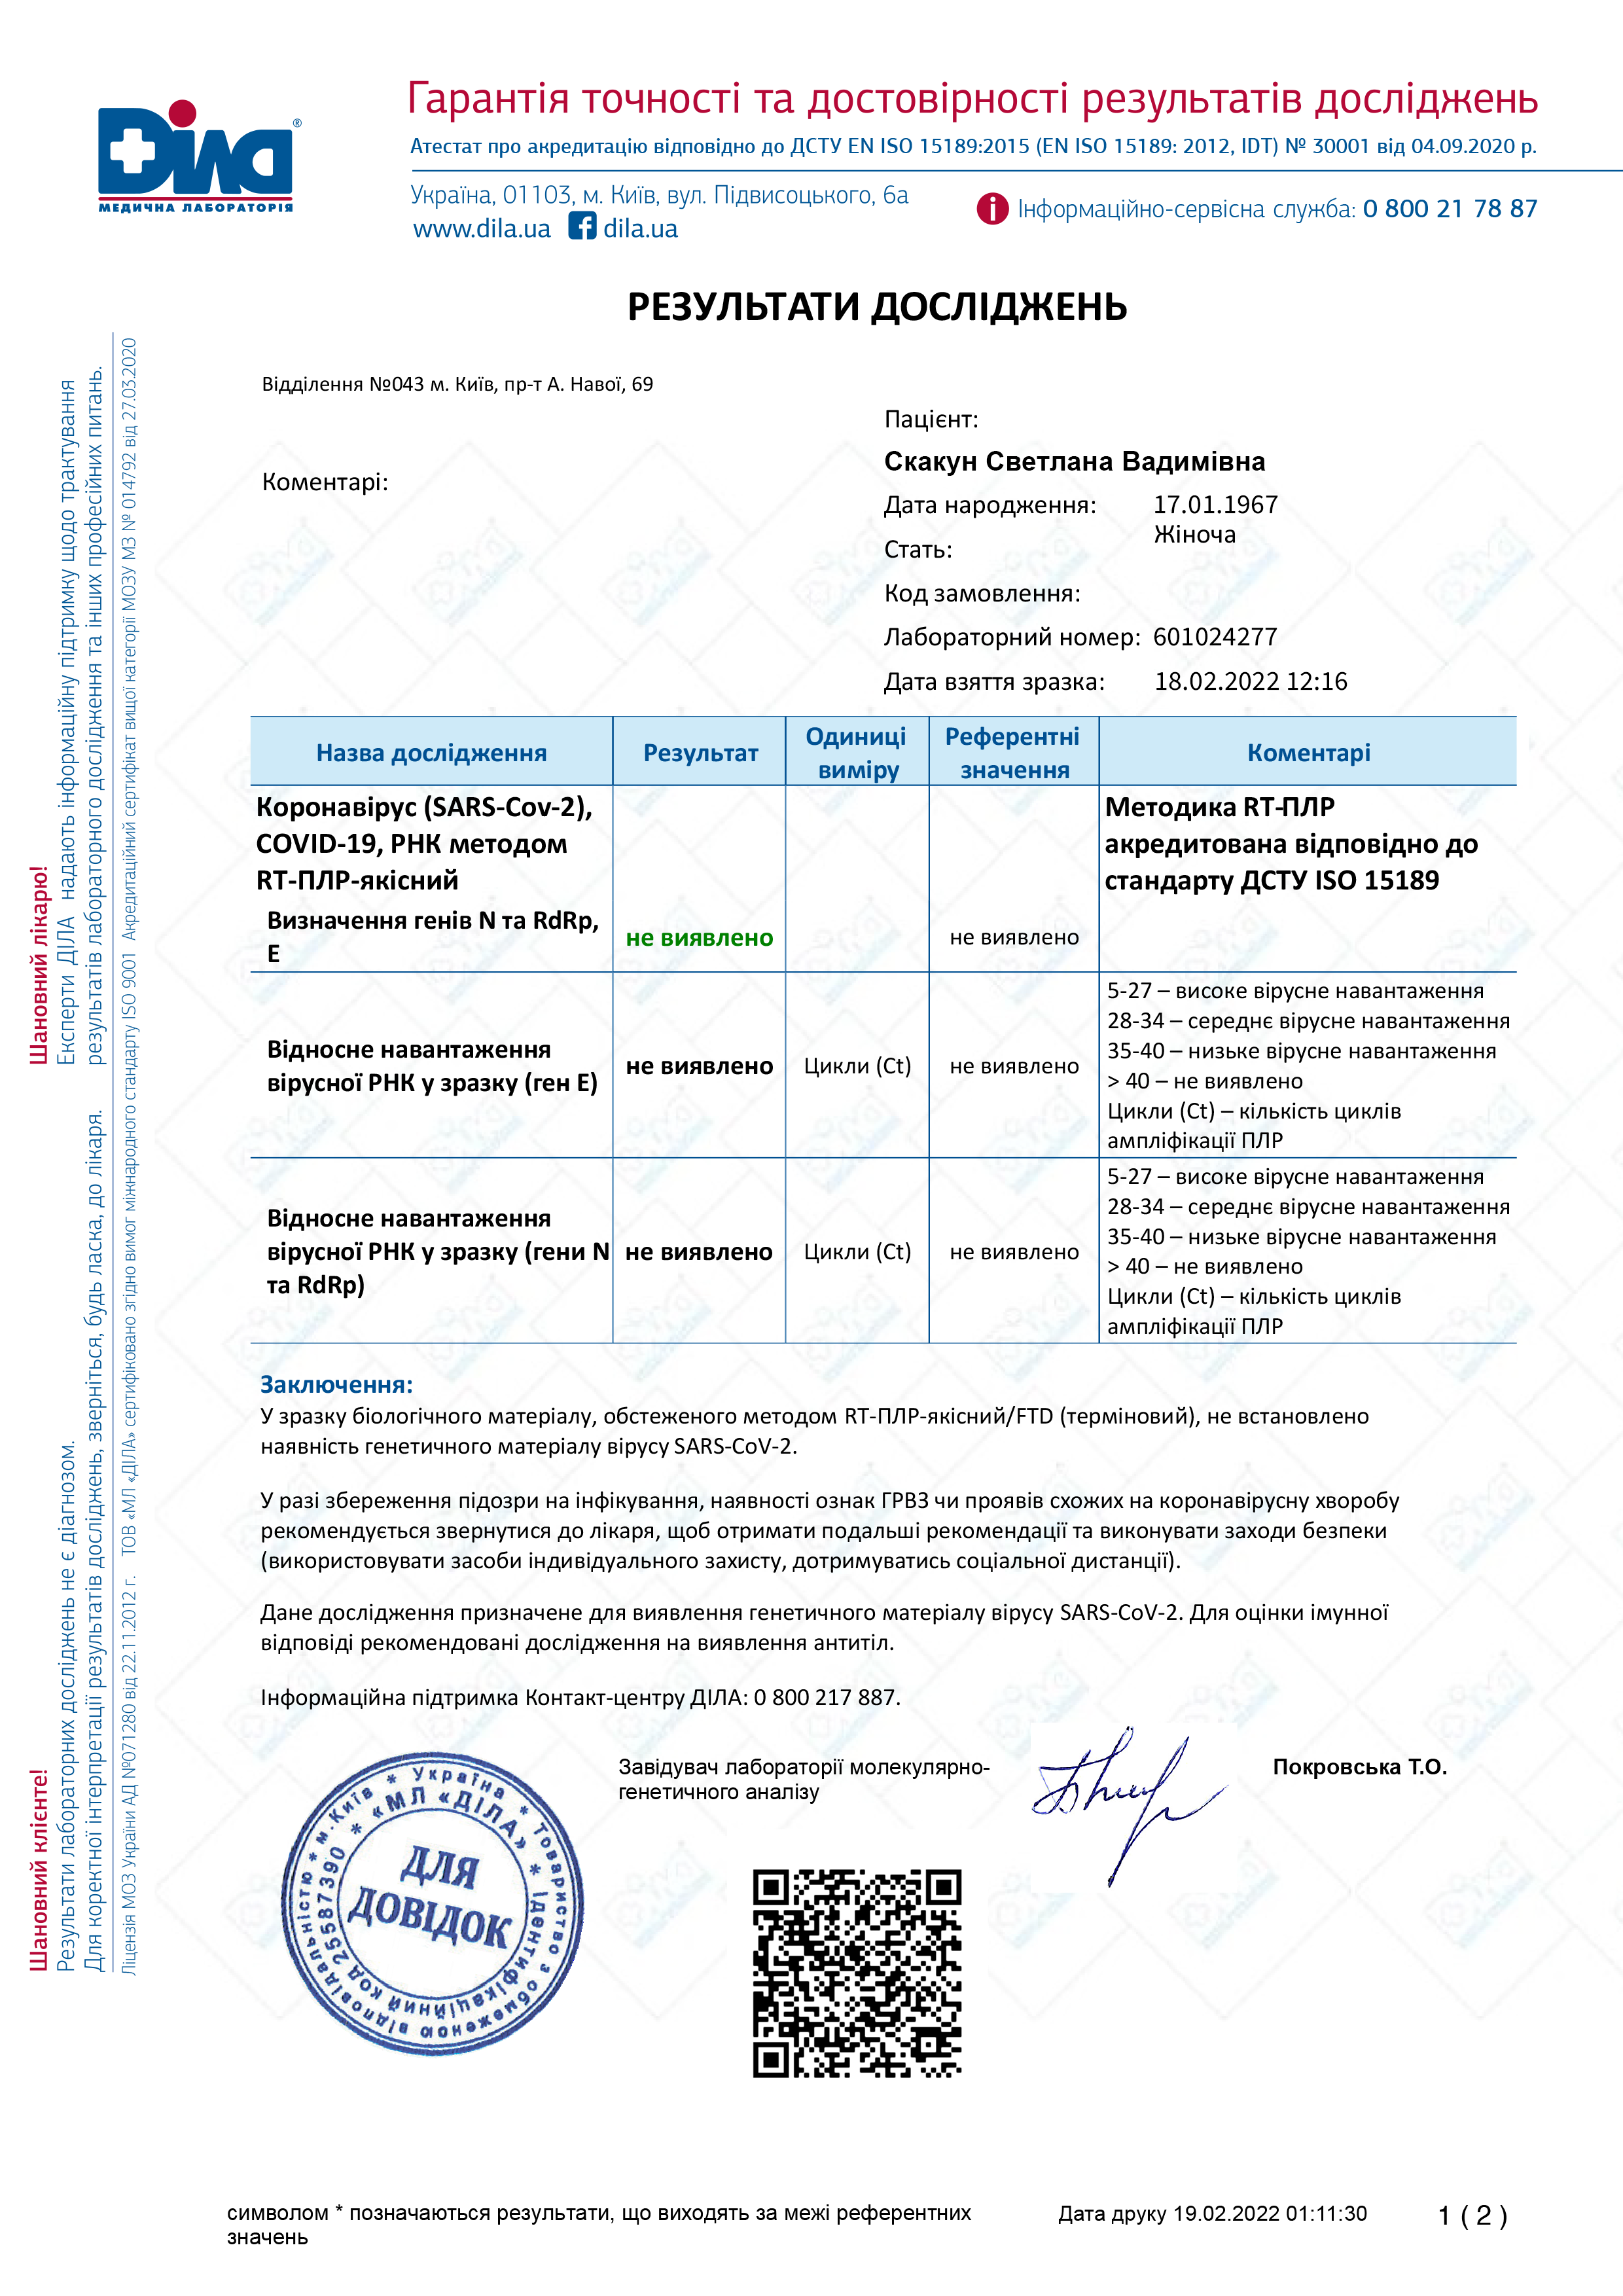 Діла®
МЕДИЧНА ЛАБОРАТОРІЯ
Гарантія точності та достовірності результатів досліджень
Атестат про акредитацію відповідно до ДСТУ EN ISO 15189:2015 (EN ISO 15189: 2012, IDT) № 30001 від 04.09.2020 р.
Україна, 01103, м. Київ, вул. Підвисоцького, 6а
www.dila.ua dila.ua
Інформаційно-сервісна служба: 0 800 21 78 87
РЕЗУЛЬТАТИ ДОСЛІДЖЕНЬ
Відділення №043 м. Київ, пр-т А. Навої, 69
Коментарі:
Пацієнт:
Скакун Светлана Вадимівна
Дата народження: 17.01.1967
Стать: Жіноча
Код замовлення:
Лабораторний номер: 601024277
Дата взяття зразка: 18.02.2022 12:16
Назва дослідження
Результат
Одиниці
виміру
Референтні
значення
Коментарі
Коронавірус (SARS-Cov-2),
COVID-19, РНК методом
RT-ПЛР-якісний
Методика RT-ПЛР
акредитована відповідно до
стандарту ДСТУ ISO 15189
Визначення генів N та RdRp,
E
не виявлено
не виявлено
Відносне навантаження
вірусної РНК у зразку (ген E)
не виявлено
Цикли (Ct)
не виявлено
5-27 – високе вірусне навантаження
28-34 – середнє вірусне навантаження
35-40 – низьке вірусне навантаження
> 40 – не виявлено
Цикли (Ct) – кількість циклів
ампліфікації ПЛР
Відносне навантаження
вірусної РНК у зразку (гени N
та RdRp)
не виявлено
Цикли (Ct)
не виявлено
5-27 – високе вірусне навантаження
28-34 – середнє вірусне навантаження
35-40 – низьке вірусне навантаження
> 40 – не виявлено
Цикли (Ct) – кількість циклів
ампліфікації ПЛР
Заключення:
У зразку біологічного матеріалу, обстеженого методом RT-ПЛР-якісний/FTD (терміновий), не встановлено
наявність генетичного матеріалу вірусу SARS-CoV-2.
У разі збереження підозри на інфікування, наявності ознак ГРВЗ чи проявів схожих на коронавірусну хворобу
рекомендується звернутися до лікаря, щоб отримати подальші рекомендації та виконувати заходи безпеки
(використовувати засоби індивідуального захисту, дотримуватись соціальної дистанції).
Дане дослідження призначене для виявлення генетичного матеріалу вірусу SARS-CoV-2. Для оцінки імунної
відповіді рекомендовані дослідження на виявлення антитіл.
Інформаційна підтримка Контакт-центру ДІЛА: 0 800 217 887.
Завідувач лабораторії молекулярно-
генетичного аналізу
Покровська Т.О.
* Україна * Товариство з обмеженою відповідальністю * м.Київ
* «МЛ «ДІЛА» * Ідентифікаційний код 25587390
ДЛЯ
ДОВІДОК
символом * позначаються результати, що виходять за межі референтних
значень
Дата друку 19.02.2022 01:11:30
1 ( 2 )
Шановний лікарю!
Експерти ДІЛА надають інформаційну підтримку щодо трактування
результатів лабораторного дослідження та інших професійних питань.
Шановний клієнте!
Результати лабораторних досліджень не є діагнозом.
Для коректної інтерпретації результатів досліджень, зверніться, будь ласка, до лікаря.
Ліцензія МОЗ України АД №071280 від 22.11.2012 г. ТОВ «МЛ «ДІЛА» сертифіковано згідно вимог міжнародного стандарту ISO 9001 Акредитаційний сертифікат вищої категорії МОЗУ МЗ № 014792 від 27.03.2020